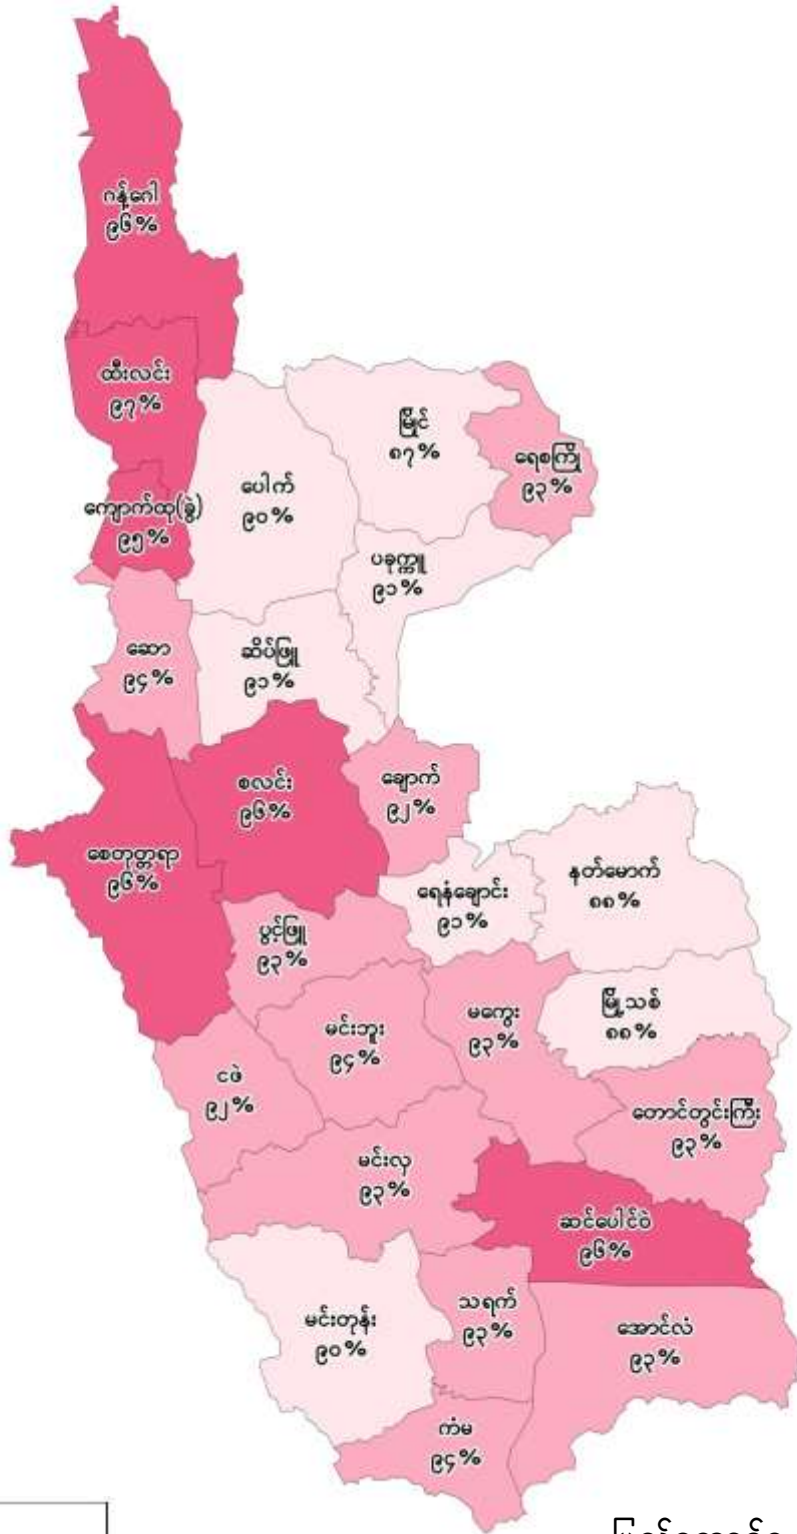 ဂန့်ဂေါ
၉၆%
ထီးလင်း
၉၇%
မြိုင်
၈၇%
ရေစကြို
၉၃%
ပေါက်
၉၀%
ကျောက်ထု(ခွဲ)
၉၅%
ပခုက္ကူ
၉၁%
ဆော
၉၄%
ဆိပ်ဖြူ
၉၁%
စလင်း
၉၆%
ချောက်
၉၂%
စေတုတ္တရာ
၉၆%
နတ်မောက်
၈၈%
ရေနံချောင်း
၉၁%
ပွင့်ဖြူ
၉၃%
မြို့သစ်
၈၈%
မင်းဘူး
၉၄%
မကွေး
၉၃%
ငဖဲ
၉၂%
တောင်တွင်းကြီး
၉၃%
မင်းလှ
၉၃%
ဆင်ပေါင်ဝဲ
၉၆%
မင်းတုန်း
၉၀%
သရက်
၉၃%
အောင်လံ
၉၃%
ကံမ
၉၄%